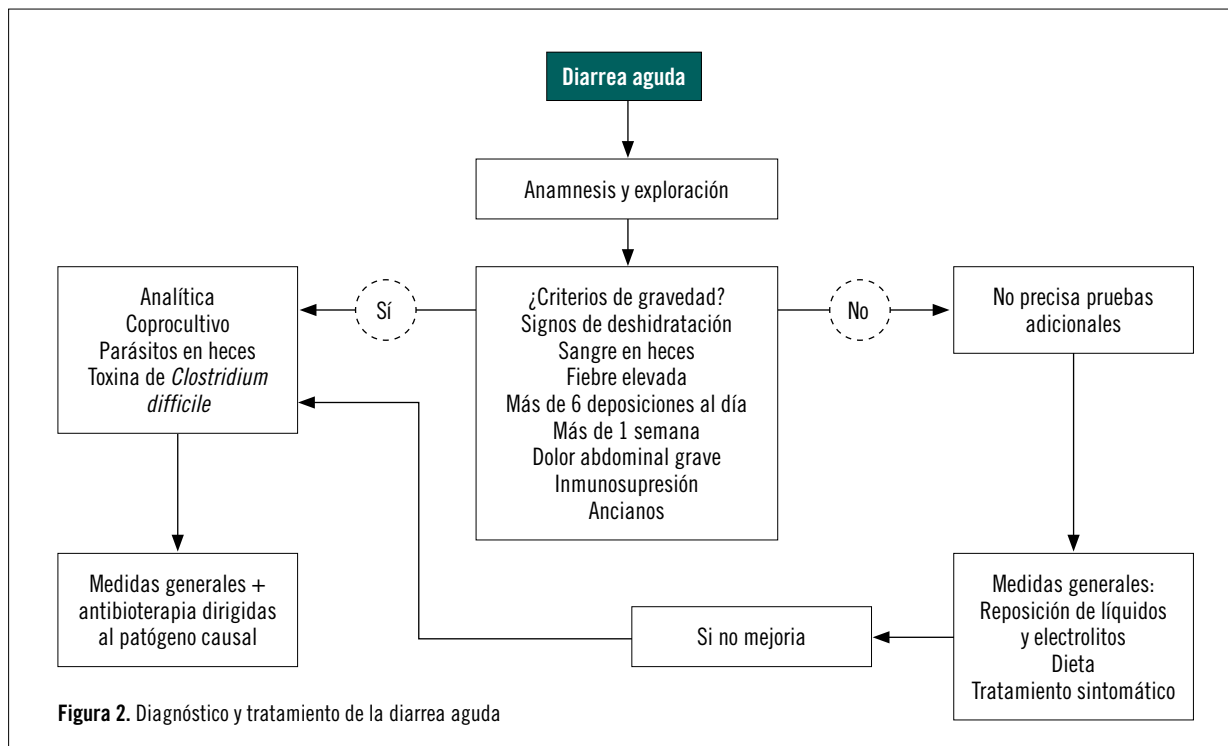 Diarrea aguda
Anamnesis y exploración
Analítica
Coprocultivo
Parásitos en heces
Toxina de Clostridium
difficile
Sí
¿Criterios de gravedad?
Signos de deshidratación
Sangre en heces
Fiebre elevada
Más de 6 deposiciones al día
Más de 1 semana
Dolor abdominal grave
Inmunosupresión
Ancianos
No
No precisa pruebas
adicionales
Medidas generales +
antibioterapia dirigidas
al patógeno causal
Si no mejoria
Medidas generales:
Reposición de líquidos
y electrolitos
Dieta
Tratamiento sintomático
Figura 2. Diagnóstico y tratamiento de la diarrea aguda